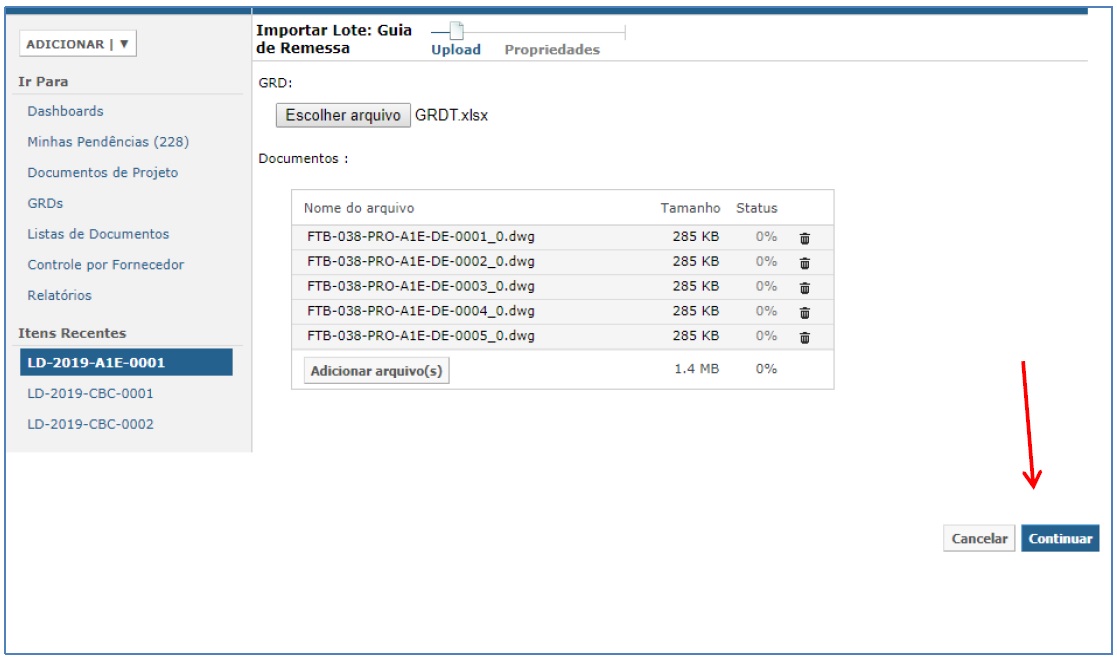 ADICIONAR | ▼
Ir Para
Dashboards
Minhas Pendências (228)
Documentos de Projeto
GRDs
Listas de Documentos
Controle por Fornecedor
Relatórios
Itens Recentes
LD-2019-A1E-0001
LD-2019-CBC-0001
LD-2019-CBC-0002
Importar Lote: Guia
de Remessa
Upload Propriedades
GRD:
Escolher arquivo GRDT.xlsx
Documentos :
Nome do arquivo Tamanho Status
FTB-038-PRO-A1E-DE-0001_0.dwg 285 KB 0%
FTB-038-PRO-A1E-DE-0002_0.dwg 285 KB 0%
FTB-038-PRO-A1E-DE-0003_0.dwg 285 KB 0%
FTB-038-PRO-A1E-DE-0004_0.dwg 285 KB 0%
FTB-038-PRO-A1E-DE-0005_0.dwg 285 KB 0%
Adicionar arquivo(s) 1.4 MB 0%
Cancelar Continuar